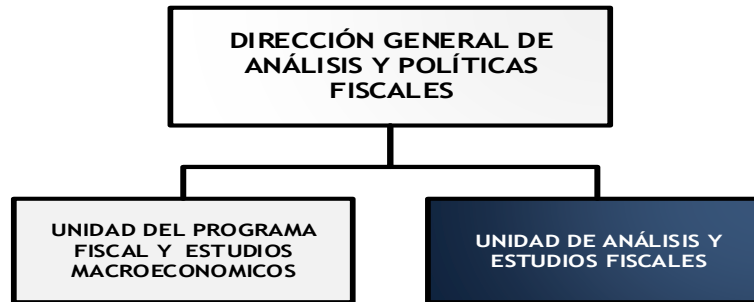 DIRECCIÓN GENERAL DE
ANÁLISIS Y POLÍTICAS
FISCALES
UNIDAD DEL PROGRAMA
FISCAL Y ESTUDIOS
MACROECONOMICOS
UNIDAD DE ANÁLISIS Y
ESTUDIOS FISCALES